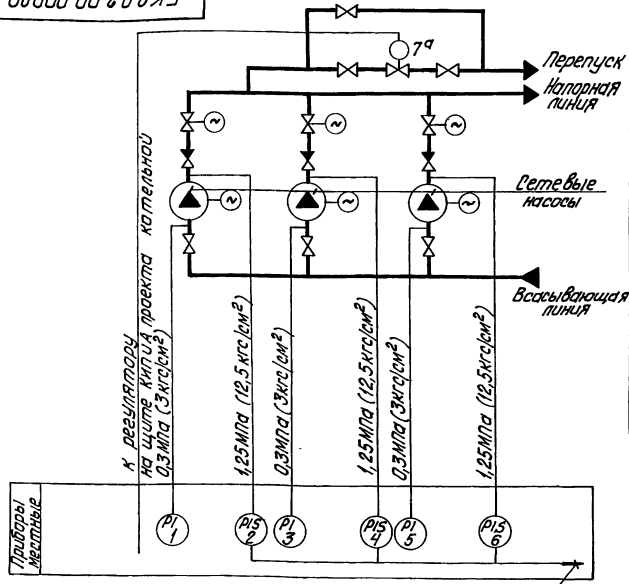 7а
Перепуск
Напорная
линия
Сетевые
насосы
Всасывающая
линия
к регулятору
на щите КИПиА проекта котельной
0,3 МПа (3 кгс/см²)
1,25 МПа (12,5 кгс/см²)
0,3 МПа (3 кгс/см²)
1,25 МПа (12,5 кгс/см²)
0,3 МПа (3 кгс/см²)
1,25 МПа (12,5 кгс/см²)
~
~
~
~
~
~
Приборы
местные
PI
1
PIS
2
PI
3
PIS
4
PI
5
PIS
6